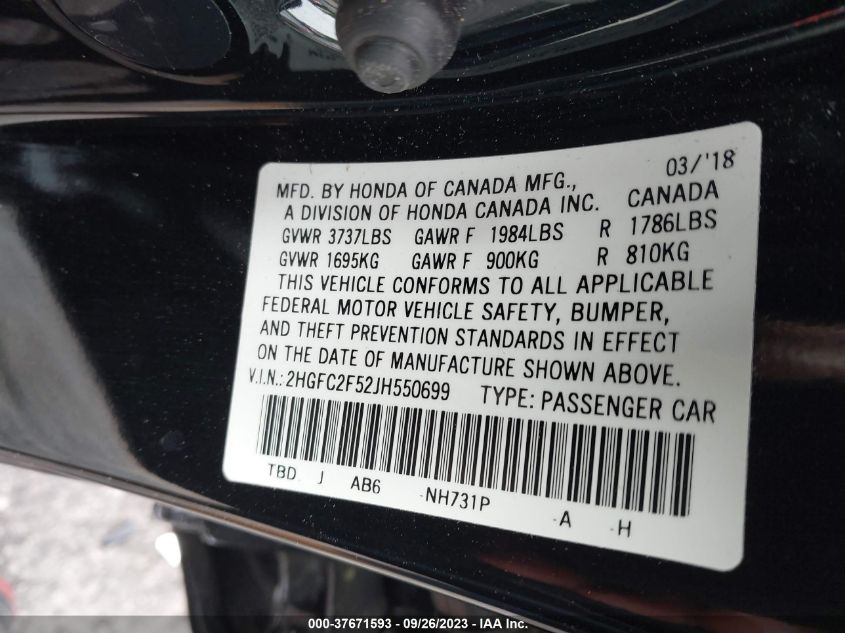 03/'18
MFD. BY HONDA OF CANADA MFG.,
A DIVISION OF HONDA CANADA INC. CANADA
GVWR 3737LBS GAWR F 1984LBS R 1786LBS
GVWR 1695KG GAWR F 900KG R 810KG
THIS VEHICLE CONFORMS TO ALL APPLICABLE
FEDERAL MOTOR VEHICLE SAFETY, BUMPER,
AND THEFT PREVENTION STANDARDS IN EFFECT
ON THE DATE OF MANUFACTURE SHOWN ABOVE.
V.I.N.: 2HGFC2F52JH550699 TYPE: PASSENGER CAR
TBD J AB6 -NH731P -A -H
000-37671593 - 09/26/2023 - IAA Inc.